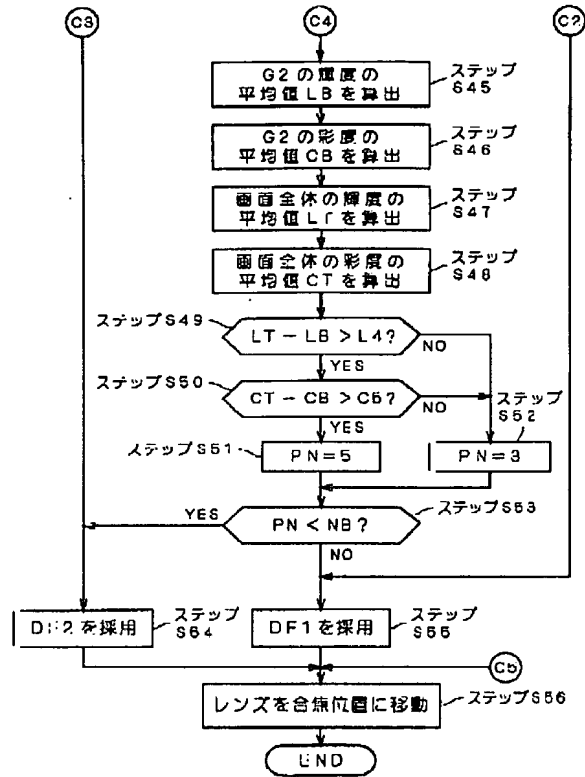 C3
C4
C2
G2の輝度の
平均値LBを算出
ステップ
S45
G2の彩度の
平均値CBを算出
ステップ
S46
画面全体の輝度の
平均値LTを算出
ステップ
S47
画面全体の彩度の
平均値CTを算出
ステップ
S48
ステップS49
LT-LB>L4?
NO
YES
ステップS50
CT-CB>C5?
NO
ステップ
S52
YES
ステップS51
PN=5
PN=3
YES
PN<NB?
ステップS53
NO
DF2を採用
ステップ
S54
DF1を採用
ステップ
S55
C5
レンズを合焦位置に移動
ステップS56
END